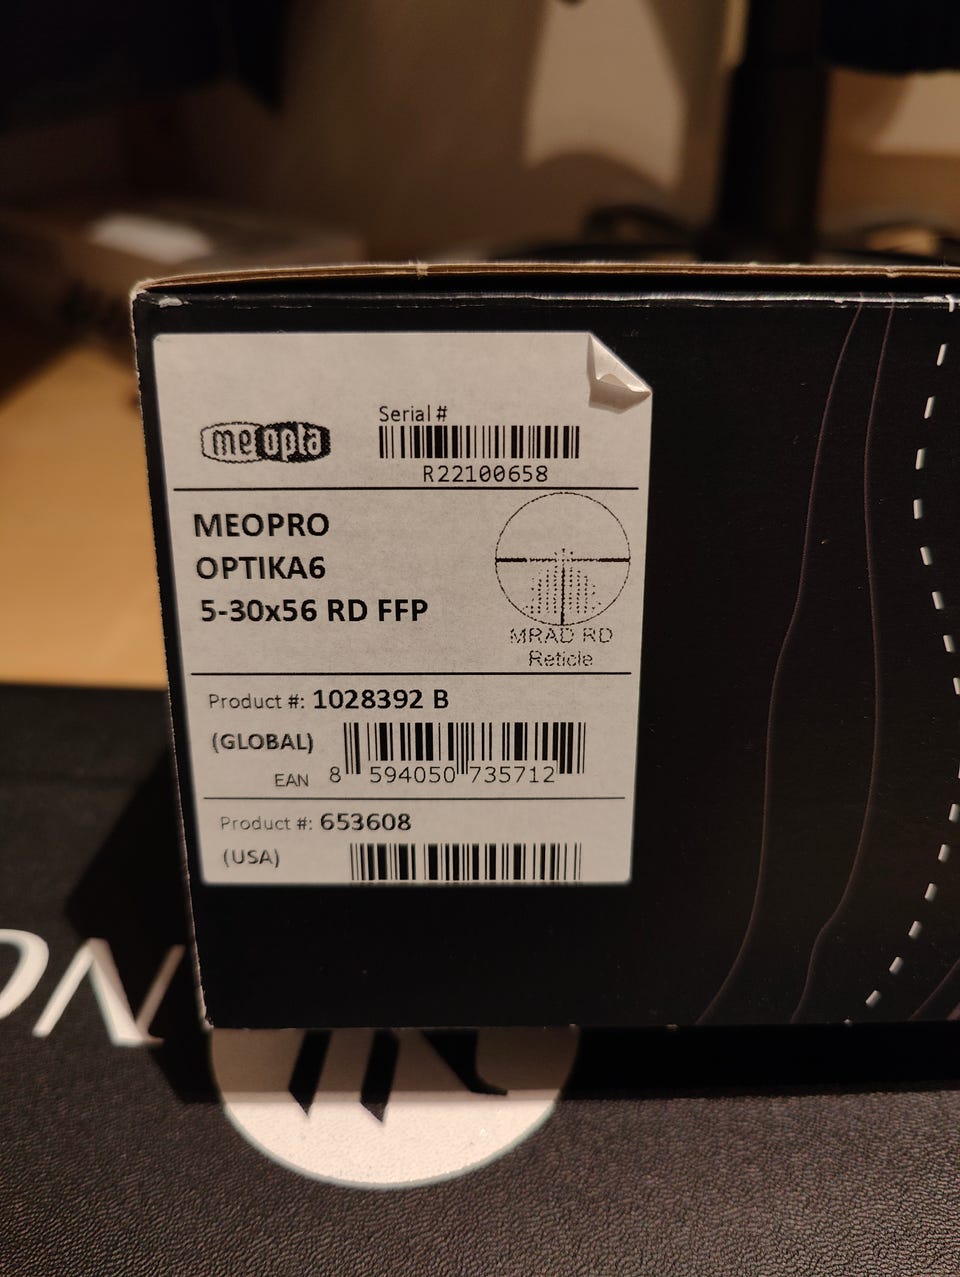 meopta
Serial #
R22100658
MEOPRO
OPTIKA6
5-30x56 RD FFP
MRAD RD
Reticle
Product #: 1028392 B
(GLOBAL)
EAN 8 594050 735712
Product #: 653608
(USA)